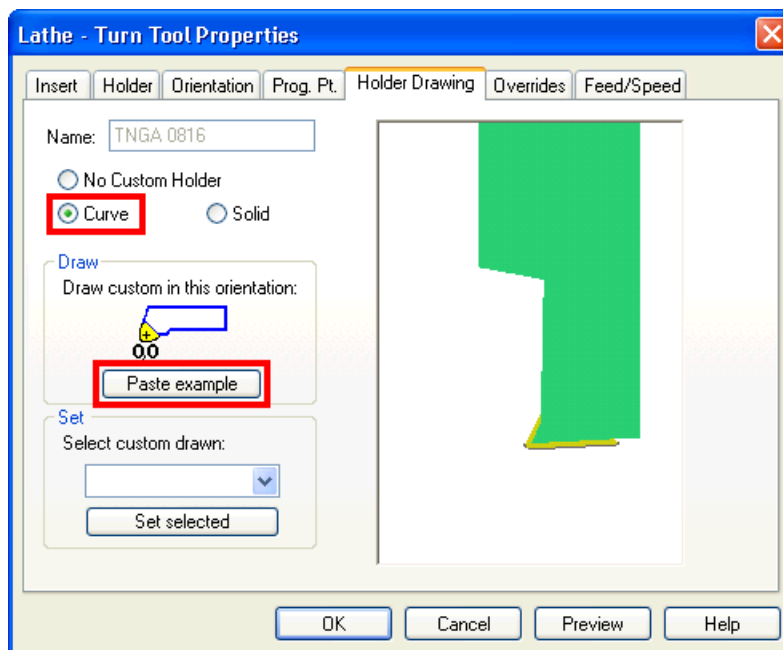 Lathe - Turn Tool Properties
Insert Holder Orientation Prog. Pt. Holder Drawing Overrides Feed/Speed
Name: TNGA 0816
No Custom Holder
Curve Solid
Draw
Draw custom in this orientation:
0,0
Paste example
Set
Select custom drawn:
Set selected
OK Cancel Preview Help